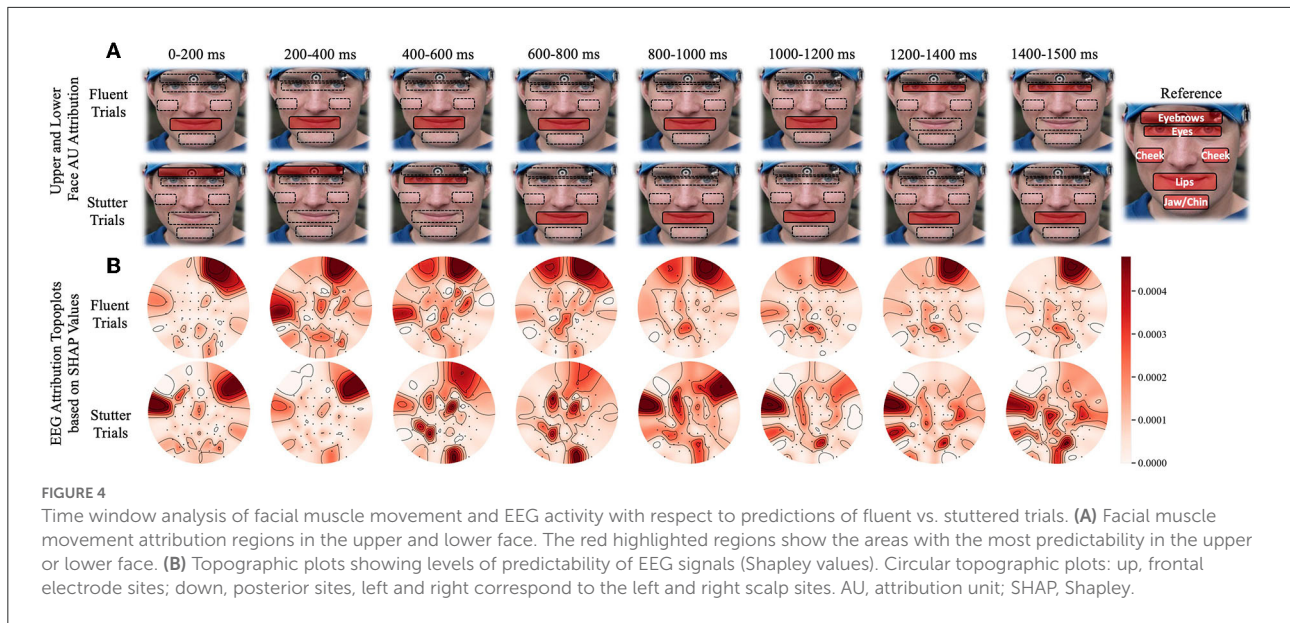 A
0-200 ms 200-400 ms 400-600 ms 600-800 ms 800-1000 ms 1000-1200 ms 1200-1400 ms 1400-1500 ms
Upper and Lower
Face AU Attribution
Fluent
Trials
Stutter
Trials
Reference
Eyebrows
Eyes
Cheek Cheek
Lips
Jaw/Chin
B
EEG Attribution Topoplots
based on SHAP Values
Fluent
Trials
Stutter
Trials
0.0004
0.0003
0.0002
0.0001
0.0000
FIGURE 4
Time window analysis of facial muscle movement and EEG activity with respect to predictions of fluent vs. stuttered trials. (A) Facial muscle
movement attribution regions in the upper and lower face. The red highlighted regions show the areas with the most predictability in the upper
or lower face. (B) Topographic plots showing levels of predictability of EEG signals (Shapley values). Circular topographic plots: up, frontal
electrode sites; down, posterior sites, left and right correspond to the left and right scalp sites. AU, attribution unit; SHAP, Shapley.